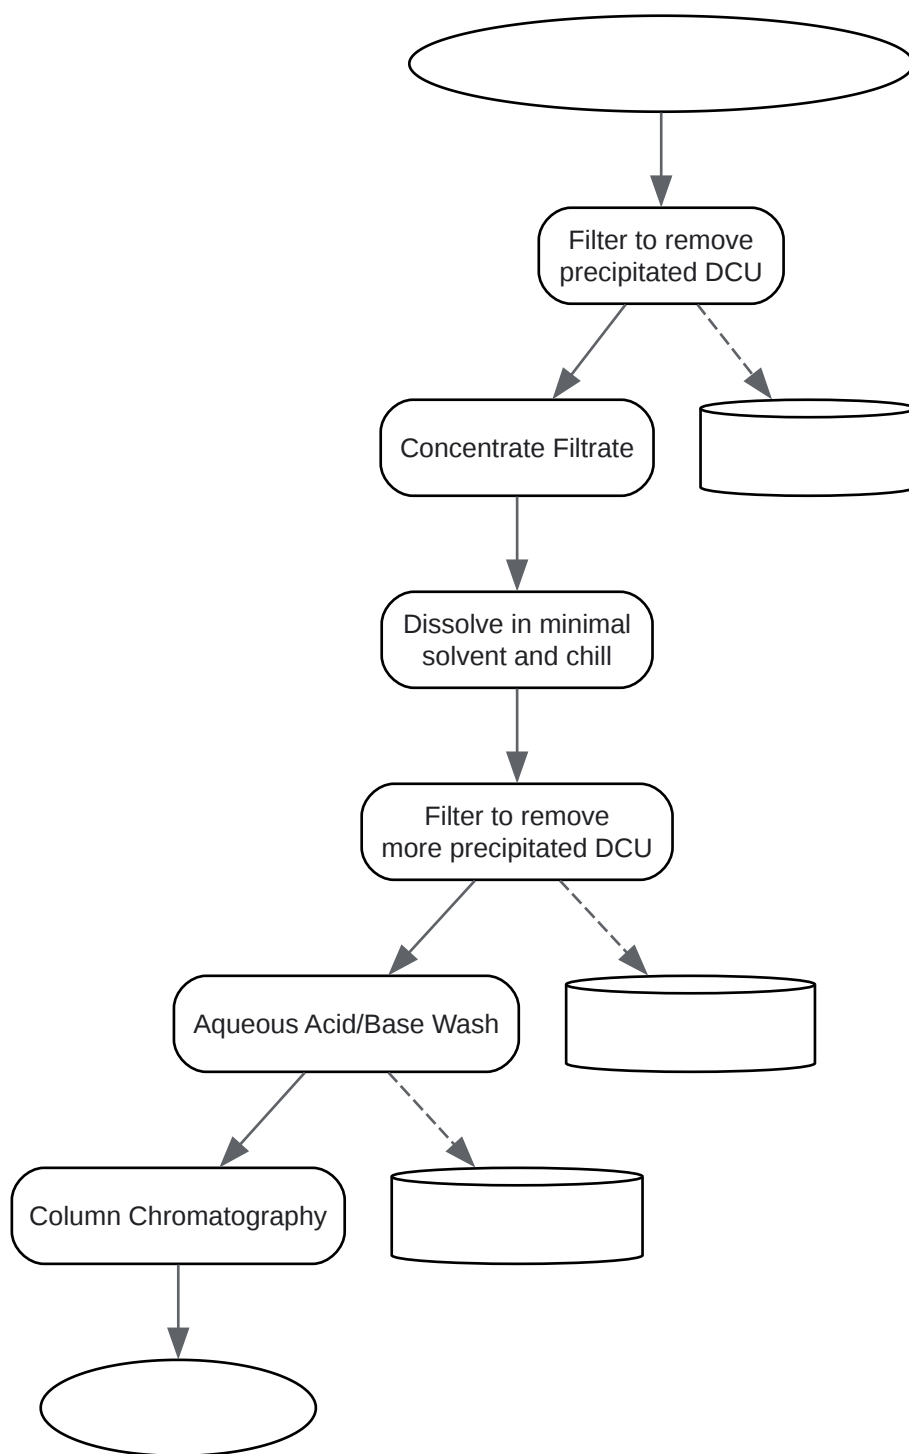 Filter to remove
precipitated DCU
Concentrate Filtrate
Dissolve in minimal
solvent and chill
Filter to remove
more precipitated DCU
Aqueous Acid/Base Wash
Column Chromatography